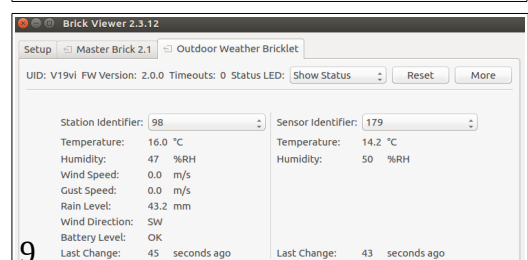 Brick Viewer 2.3.12
Setup Master Brick 2.1 Outdoor Weather Bricklet
UID: V19vi FW Version: 2.0.0 Timeouts: 0 Status LED: Show Status Reset More
Station Identifier: 98 Sensor Identifier: 179
Temperature: 16.0 °C Temperature: 14.2 °C
Humidity: 47 %RH Humidity: 50 %RH
Wind Speed: 0.0 m/s
Gust Speed: 0.0 m/s
Rain Level: 43.2 mm
Wind Direction: SW
Battery Level: OK
9 Last Change: 45 seconds ago Last Change: 43 seconds ago